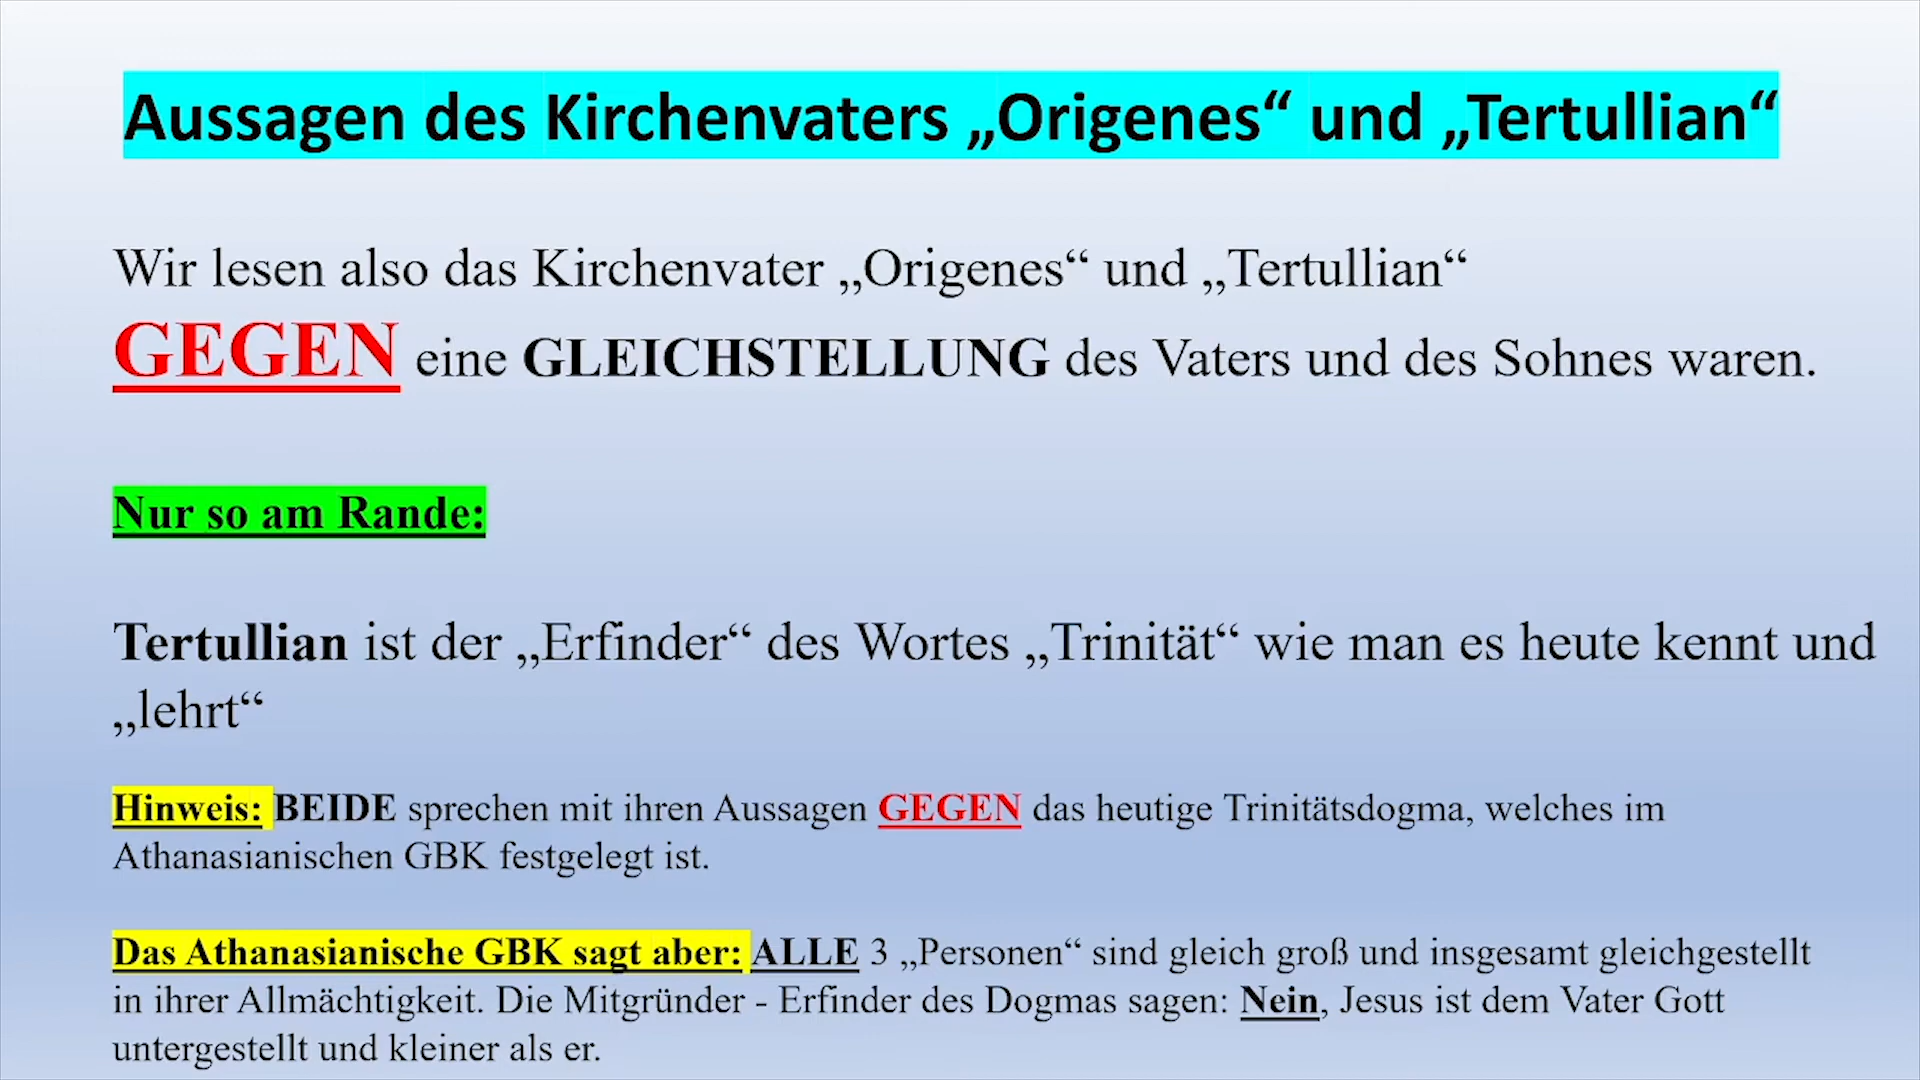 Aussagen des Kirchenvaters „Origenes“ und „Tertullian“
Wir lesen also das Kirchenvater „Origenes“ und „Tertullian“
GEGEN eine GLEICHSTELLUNG des Vaters und des Sohnes waren.
Nur so am Rande:
Tertullian ist der „Erfinder“ des Wortes „Trinität“ wie man es heute kennt und
„lehrt“
Hinweis: BEIDE sprechen mit ihren Aussagen GEGEN das heutige Trinitätsdogma, welches im
Athanasianischen GBK festgelegt ist.
Das Athanasianische GBK sagt aber: ALLE 3 „Personen“ sind gleich groß und insgesamt gleichgestellt
in ihrer Allmächtigkeit. Die Mitgründer - Erfinder des Dogmas sagen: Nein, Jesus ist dem Vater Gott
untergestellt und kleiner als er.